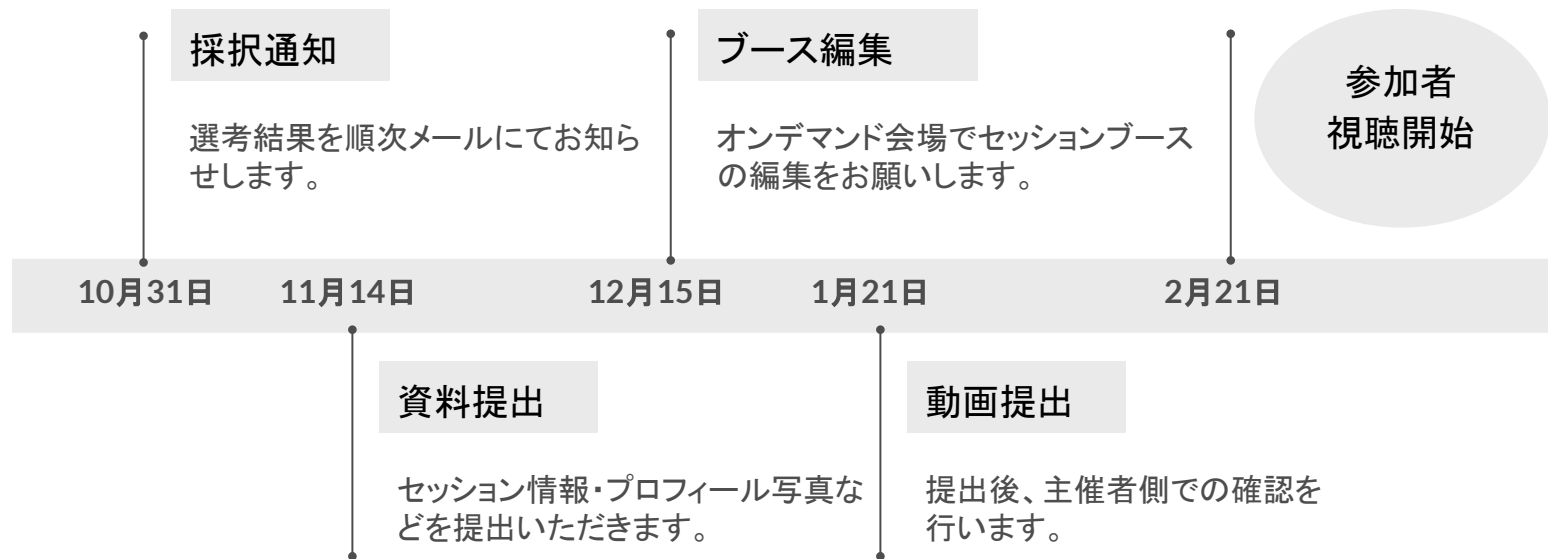 採択通知
選考結果を順次メールにてお知ら
せします。
ブース編集
オンデマンド会場でセッションブース
の編集をお願いします。
参加者
視聴開始
10月31日
11月14日
12月15日
1月21日
2月21日
資料提出
セッション情報・プロフィール写真な
どを提出いただきます。
動画提出
提出後、主催者側での確認を
行います。